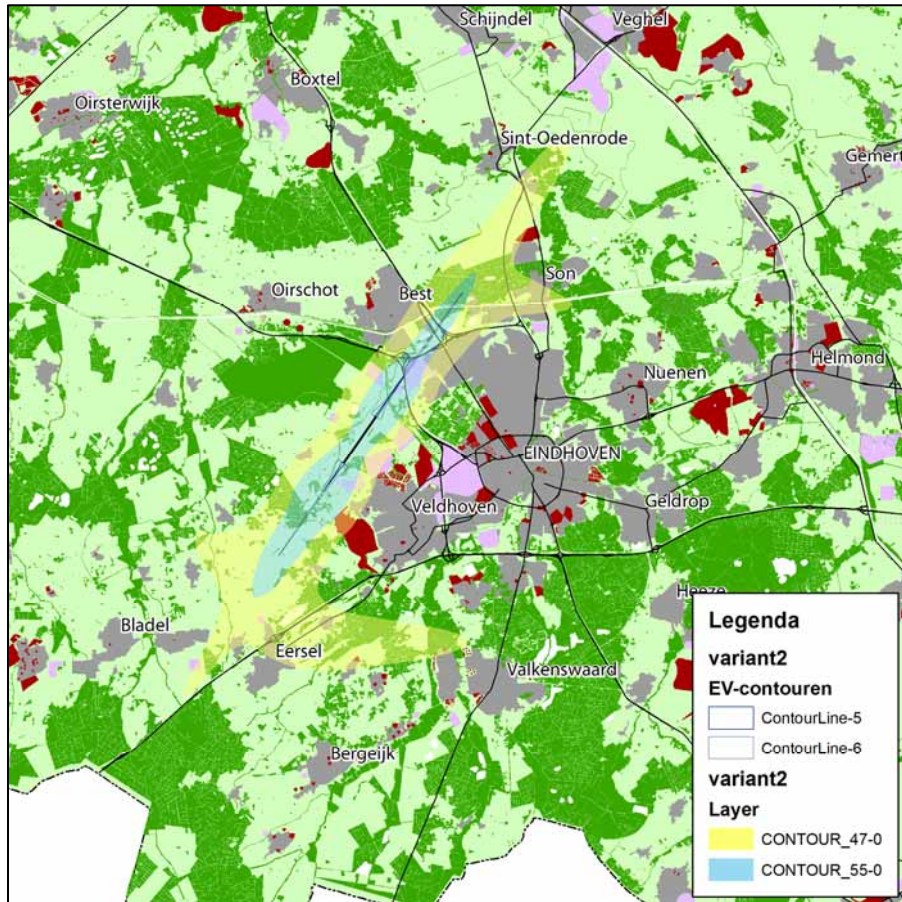 Schijndel
Veghel
Boxtel
Oirsterwijk
Sint-Oedenrode
Gemert
Son
Oirschot
Best
Helmond
Nuenen
EINDHOVEN
Veldhoven
Geldrop
Heeze
Bladel
Eersel
Valkenswaard
Bergeijk
Legenda
variant2
EV-contouren
ContourLine-5
ContourLine-6
variant2
Layer
CONTOUR_47-0
CONTOUR_55-0